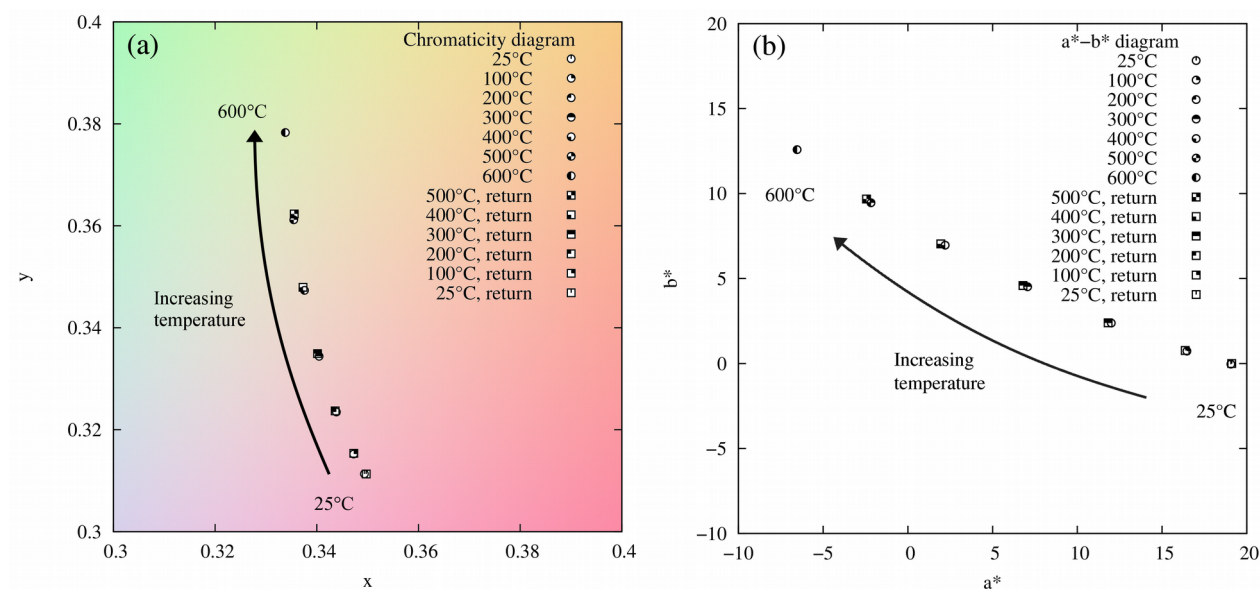 (a)
Chromaticity diagram
25°C
100°C
200°C
300°C
400°C
500°C
600°C
500°C, return
400°C, return
300°C, return
200°C, return
100°C, return
25°C, return
600°C
Increasing
temperature
25°C
0.4
0.38
0.36
0.34
0.32
0.3
y
0.3
0.32
0.34
0.36
0.38
0.4
x
(b)
a*−b* diagram
25°C
100°C
200°C
300°C
400°C
500°C
600°C
500°C, return
400°C, return
300°C, return
200°C, return
100°C, return
25°C, return
600°C
Increasing
temperature
25°C
20
15
10
5
0
−5
−10
b*
−10
−5
0
5
10
15
20
a*